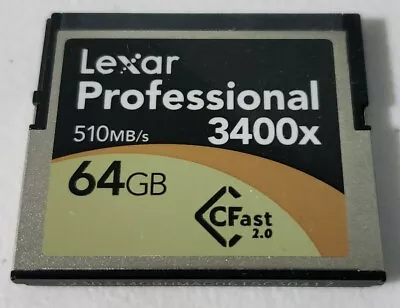 Lexar
Professional
510MB/s 3400x
64GB
CFast
2.0